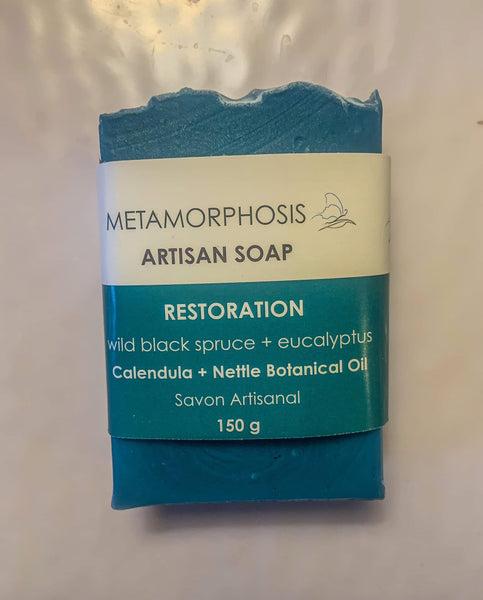 METAMORPHOSIS
ARTISAN SOAP
RESTORATION
wild black spruce + eucalyptus
Calendula + Nettle Botanical Oil
Savon Artisanal
150 g